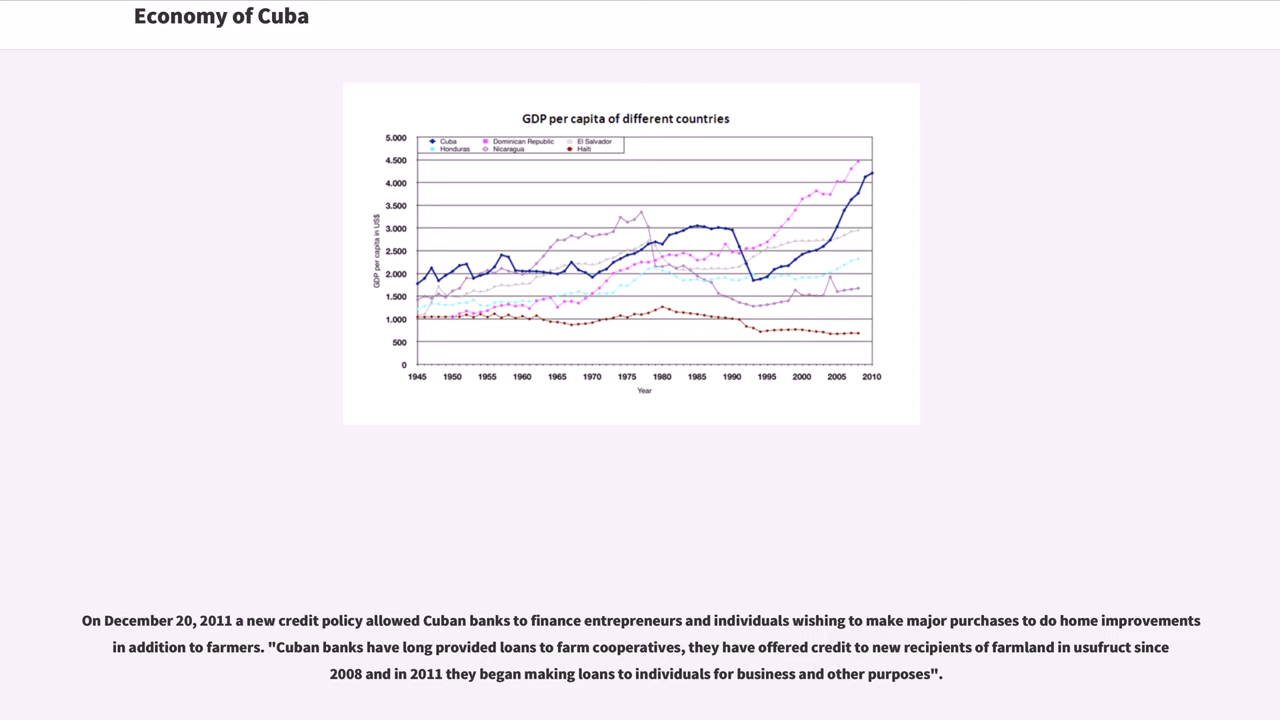 Economy of Cuba
GDP per capita of different countries
5.000
4.500
4.000
3.500
3.000
2.500
2.000
1.500
1.000
500
0
GDP per capita in US$
Cuba
Dominican Republic
El Salvador
Honduras
Nicaragua
Haiti
1945 1950 1955 1960 1965 1970 1975 1980 1985 1990 1995 2000 2005 2010
Year
On December 20, 2011 a new credit policy allowed Cuban banks to finance entrepreneurs and individuals wishing to make major purchases to do home improvements
in addition to farmers. "Cuban banks have long provided loans to farm cooperatives, they have offered credit to new recipients of farmland in usufruct since
2008 and in 2011 they began making loans to individuals for business and other purposes".